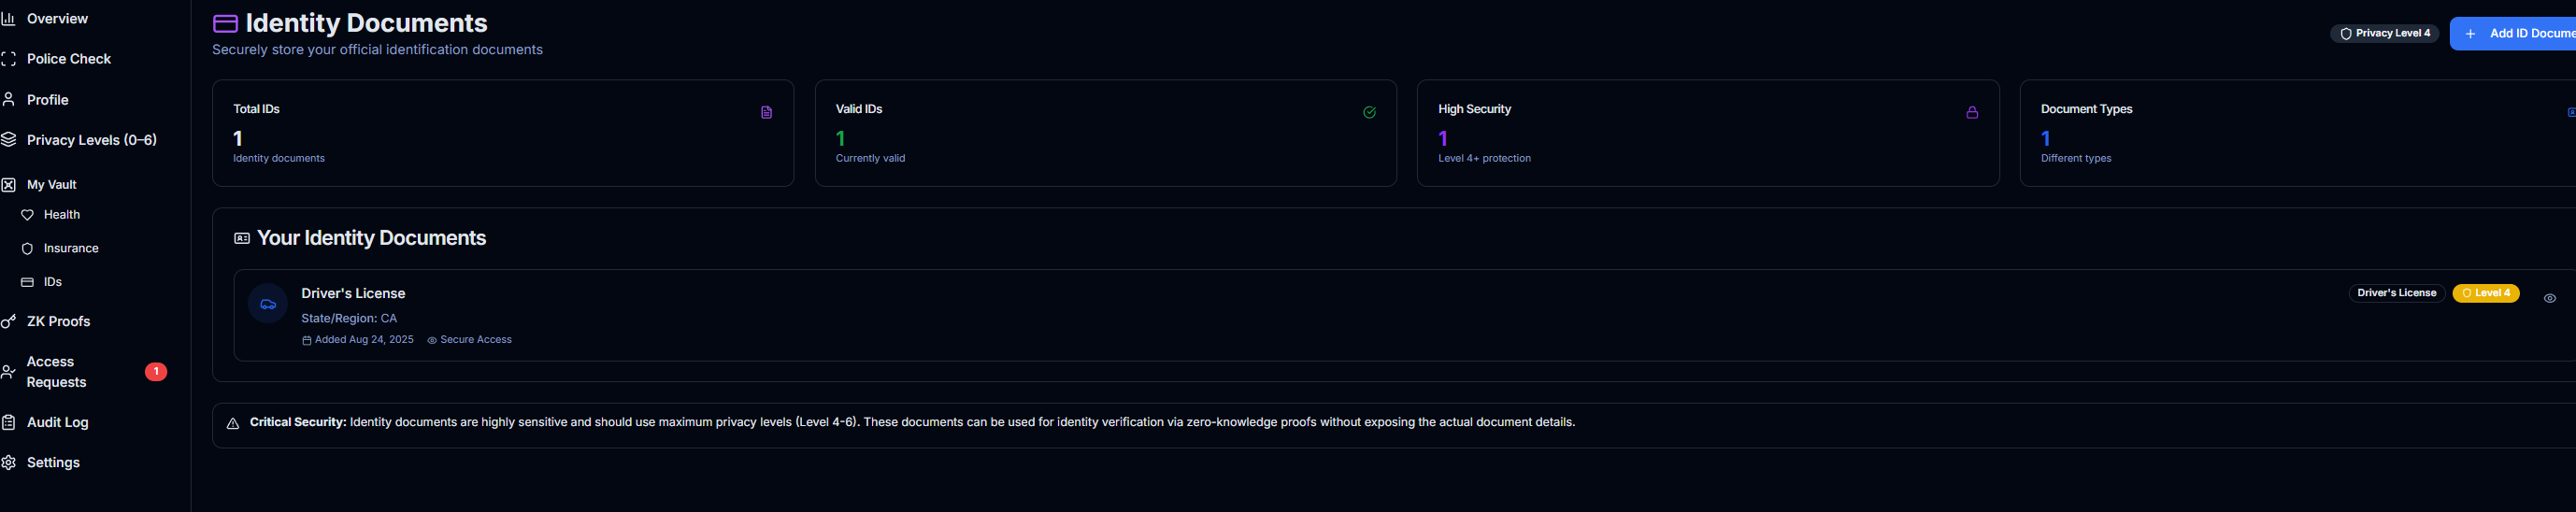 Overview
Police Check
Profile
Privacy Levels (0–6)
My Vault
Health
Insurance
IDs
ZK Proofs
Access
Requests
1
Audit Log
Settings
Identity Documents
Securely store your official identification documents
Privacy Level 4
Add ID Docume
Total IDs
1
Identity documents
Valid IDs
1
Currently valid
High Security
1
Level 4+ protection
Document Types
1
Different types
Your Identity Documents
Driver's License
State/Region: CA
Added Aug 24, 2025 Secure Access
Driver's License Level 4
Critical Security: Identity documents are highly sensitive and should use maximum privacy levels (Level 4-6). These documents can be used for identity verification via zero-knowledge proofs without exposing the actual document details.